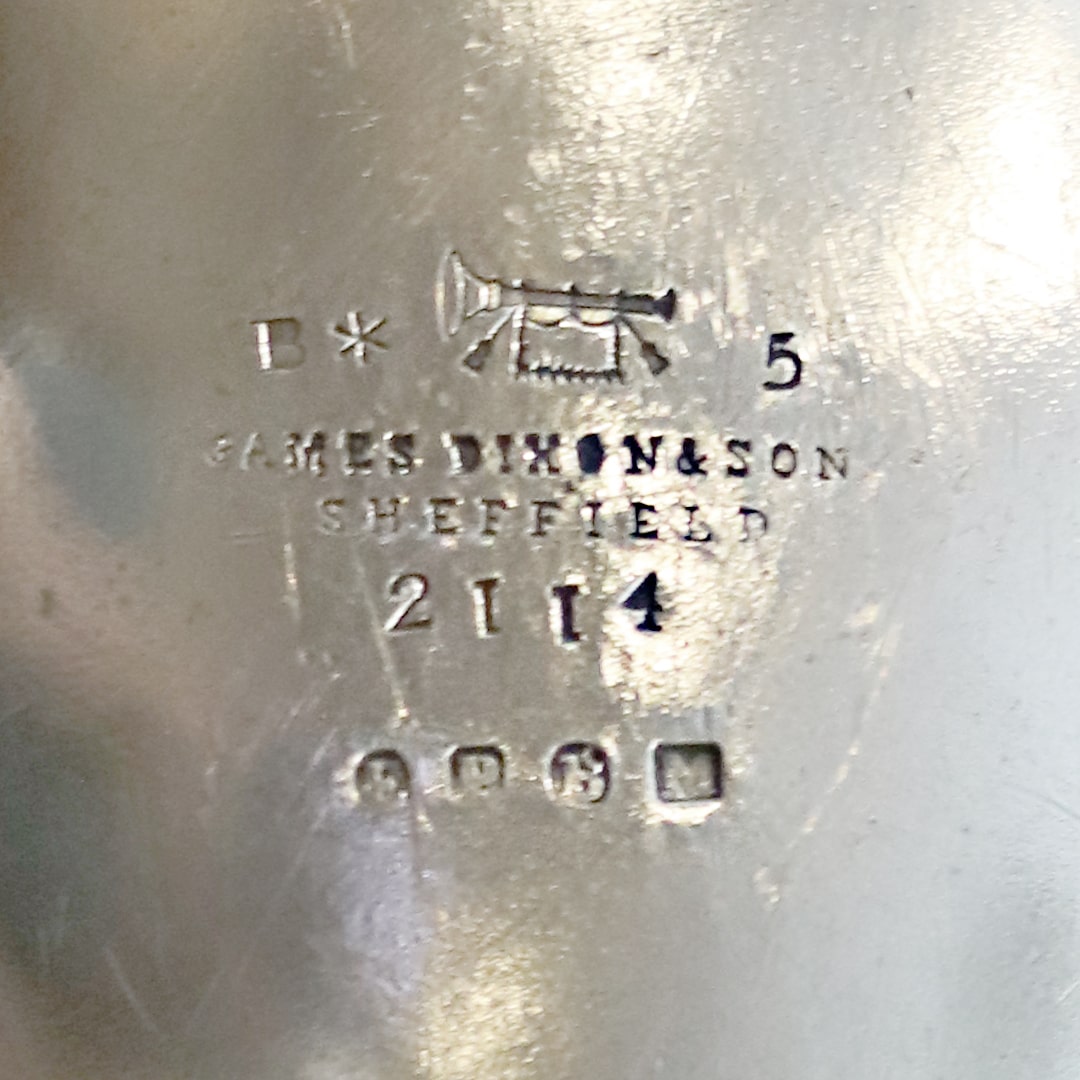 B * 5
JAMES DIXON & SON
SHEFFIELD
2114